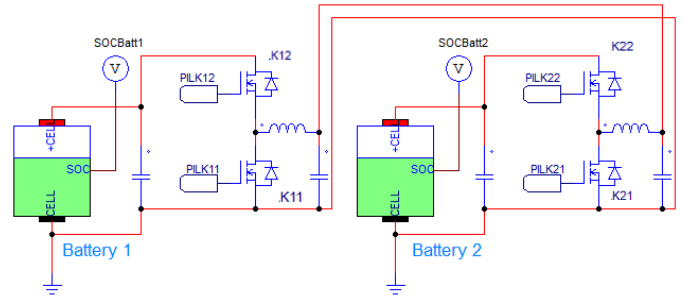 SOCBatt1
V
PILK12
.K12
+CELL
SOC
CELL
PILK11
.K11
Battery 1
SOCBatt2
V
PILK22
K22
+CELL
SOC
CELL
PILK21
.K21
Battery 2